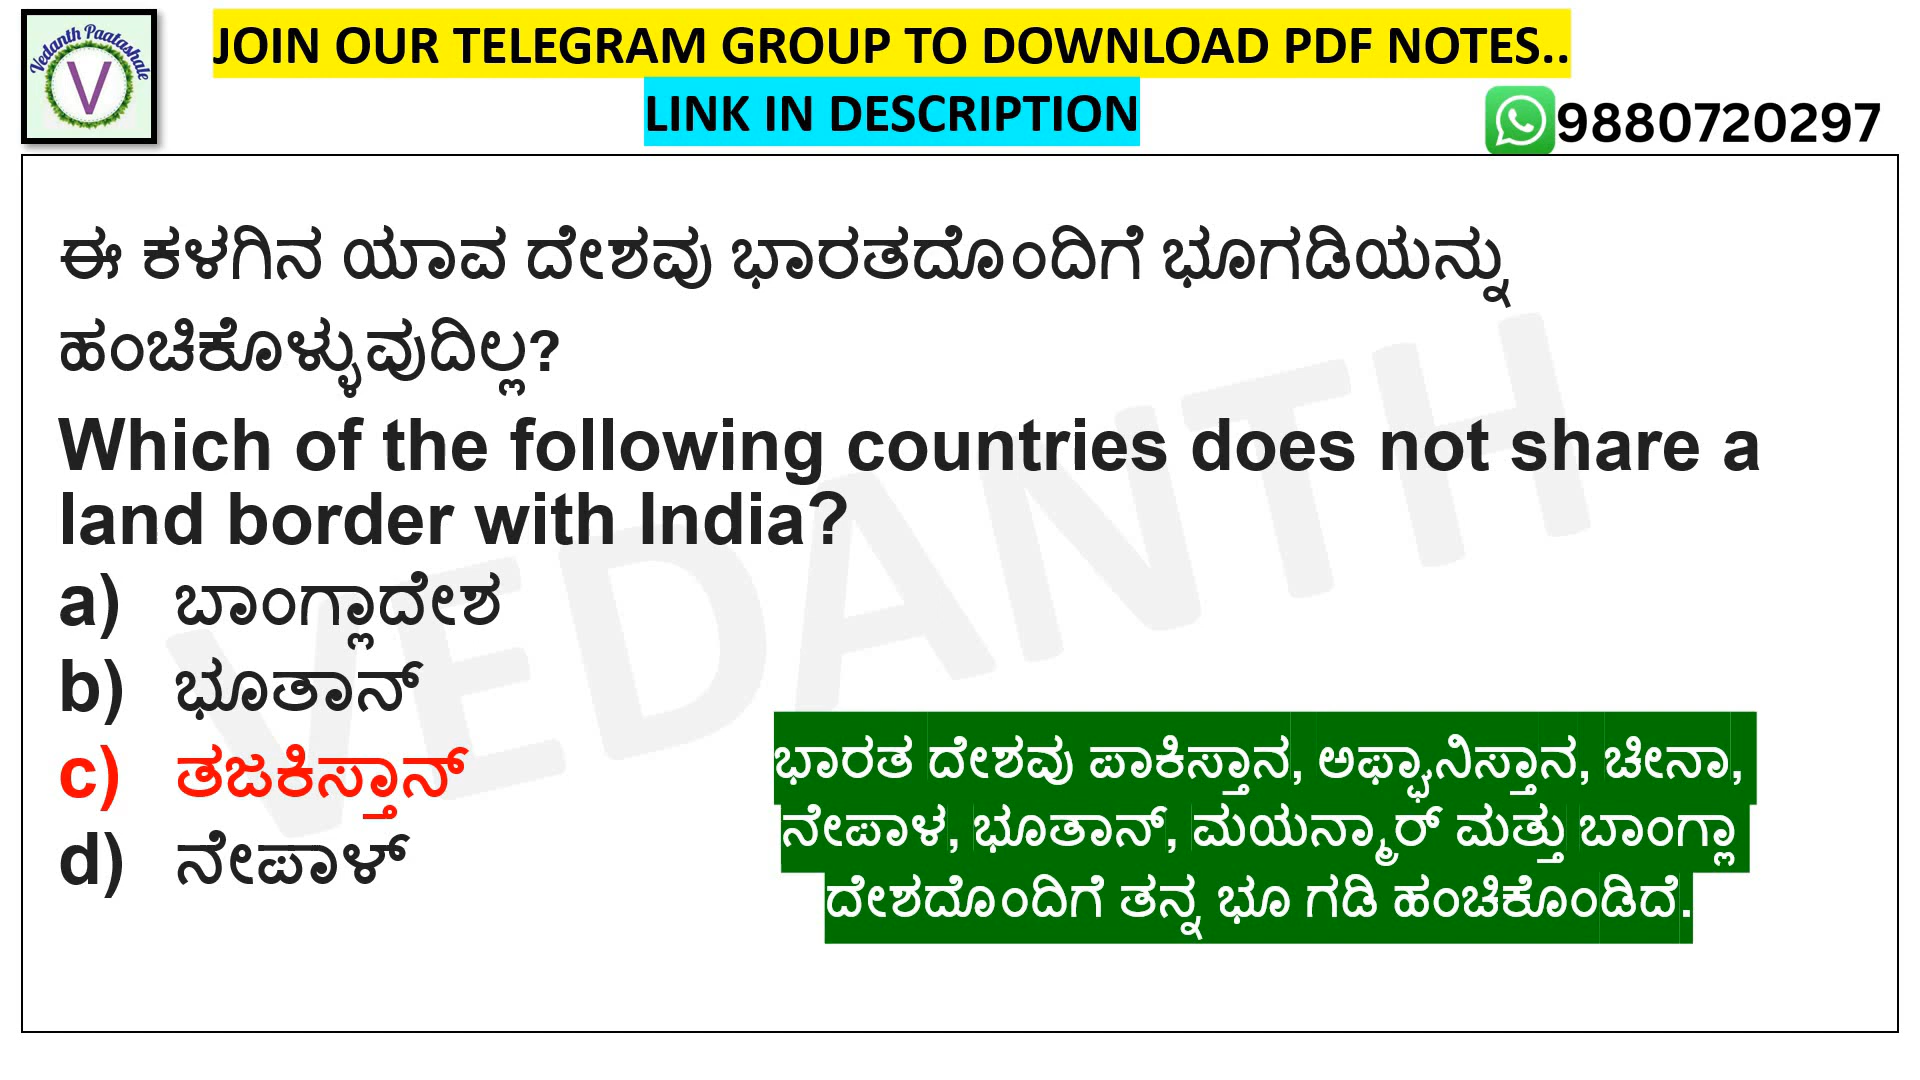 Vedanth Paatashale
V
JOIN OUR TELEGRAM GROUP TO DOWNLOAD PDF NOTES..
LINK IN DESCRIPTION
9880720297
ಈ ಕಳಗಿನ ಯಾವ ದೇಶವು ಭಾರತದೊಂದಿಗೆ ಭೂಗಡಿಯನ್ನು
ಹಂಚಿಕೊಳ್ಳುವುದಿಲ್ಲ?
Which of the following countries does not share a
land border with India?
a) ಬಾಂಗ್ಲಾದೇಶ
b) ಭೂತಾನ್
c) ತಜಕಿಸ್ತಾನ್
d) ನೇಪಾಳ್
ಭಾರತ ದೇಶವು ಪಾಕಿಸ್ತಾನ, ಅಫ್ಘಾನಿಸ್ತಾನ, ಚೀನಾ,
ನೇಪಾಳ, ಭೂತಾನ್, ಮಯನ್ಮಾರ್ ಮತ್ತು ಬಾಂಗ್ಲಾ
ದೇಶದೊಂದಿಗೆ ತನ್ನ ಭೂ ಗಡಿ ಹಂಚಿಕೊಂಡಿದೆ.
VEDANTH